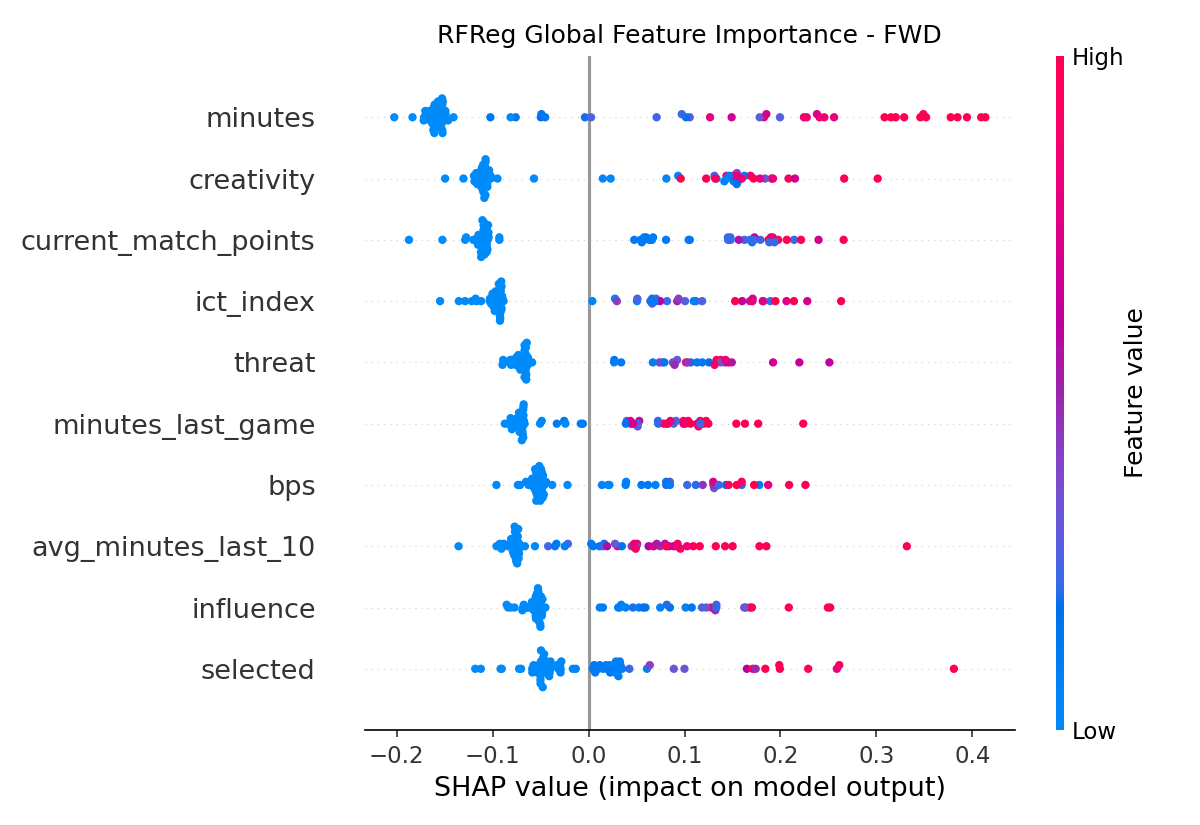 RFReg Global Feature Importance - FWD
High
minutes
creativity
current_match_points
ict_index
threat
minutes_last_game
bps
avg_minutes_last_10
influence
selected
Feature value
Low
−0.2 −0.1 0.0 0.1 0.2 0.3 0.4
SHAP value (impact on model output)